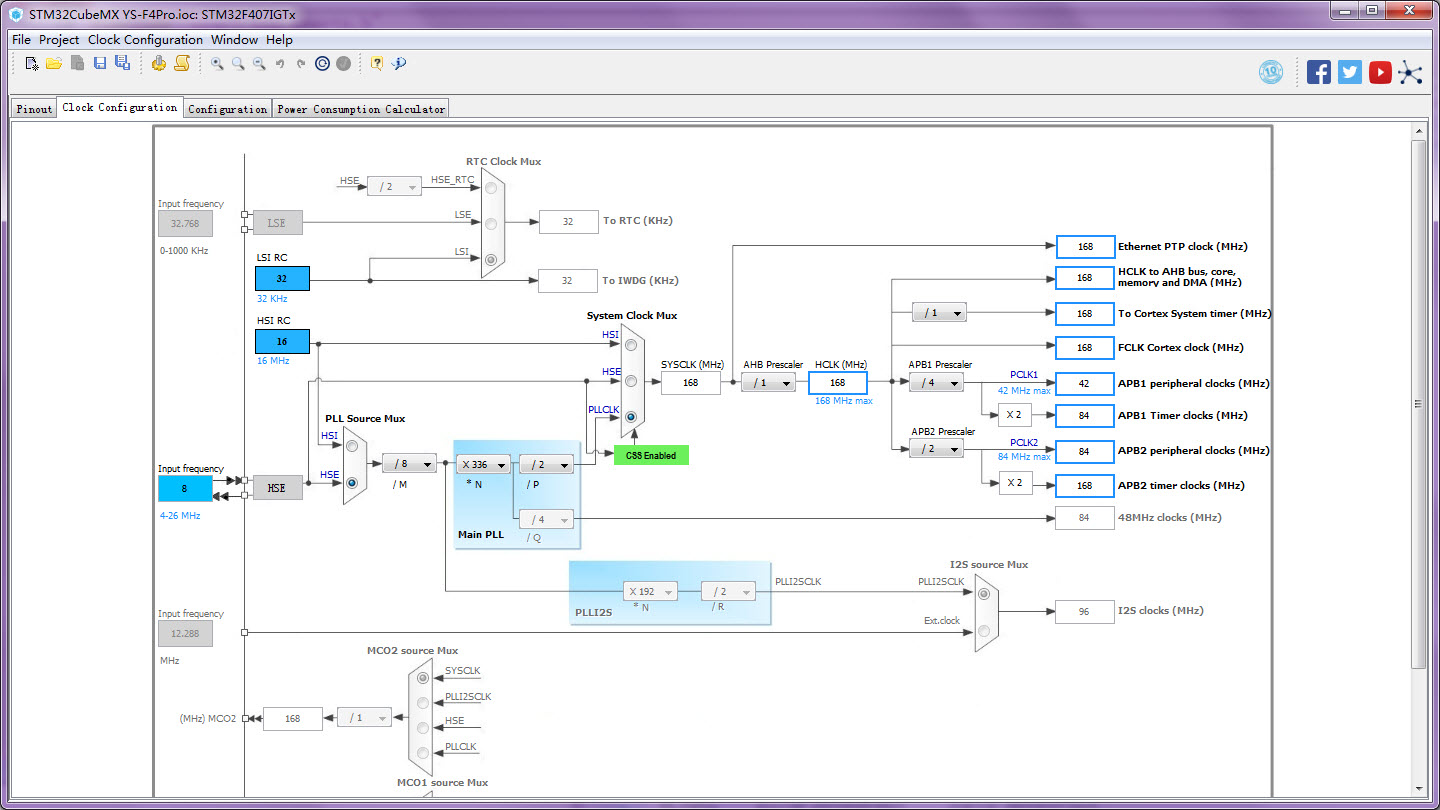 STM32CubeMX YS-F4Pro.ioc: STM32F407IGTx
File Project Clock Configuration Window Help
Pinout Clock Configuration Configuration Power Consumption Calculator
RTC Clock Mux
HSE / 2 HSE_RTC
Input frequency
32.768
LSE
LSE
32
To RTC (KHz)
0-1000 KHz
LSI RC
LSI
32
32 KHz
32
To IWDG (KHz)
Ethernet PTP clock (MHz)
168
168
HCLK to AHB bus, core,
memory and DMA (MHz)
HSI RC
16
16 MHz
System Clock Mux
HSI
/ 1
168
To Cortex System timer (MHz)
168
FCLK Cortex clock (MHz)
HSE
SYSCLK (MHz)
168
AHB Prescaler
/ 1
HCLK (MHz)
168
168 MHz max
APB1 Prescaler
/ 4
PCLK1
42 MHz max
42
APB1 peripheral clocks (MHz)
PLLCLK
X 2
84
APB1 Timer clocks (MHz)
PLL Source Mux
HSI
APB2 Prescaler
/ 2
PCLK2
84 MHz max
84
APB2 peripheral clocks (MHz)
CSS Enabled
X 2
168
APB2 timer clocks (MHz)
Input frequency
8
4-26 MHz
HSE
HSE
/ 8
/ M
X 336
* N
/ 2
/ P
/ 4
/ Q
Main PLL
84
48MHz clocks (MHz)
I2S source Mux
PLLI2S
X 192
* N
/ 2
/ R
PLLI2SCLK
PLLI2SCLK
96
I2S clocks (MHz)
Input frequency
12.288
MHz
Ext.clock
MCO2 source Mux
SYSCLK
PLLI2SCLK
(MHz) MCO2
168
/ 1
HSE
PLLCLK
MCO1 source Mux